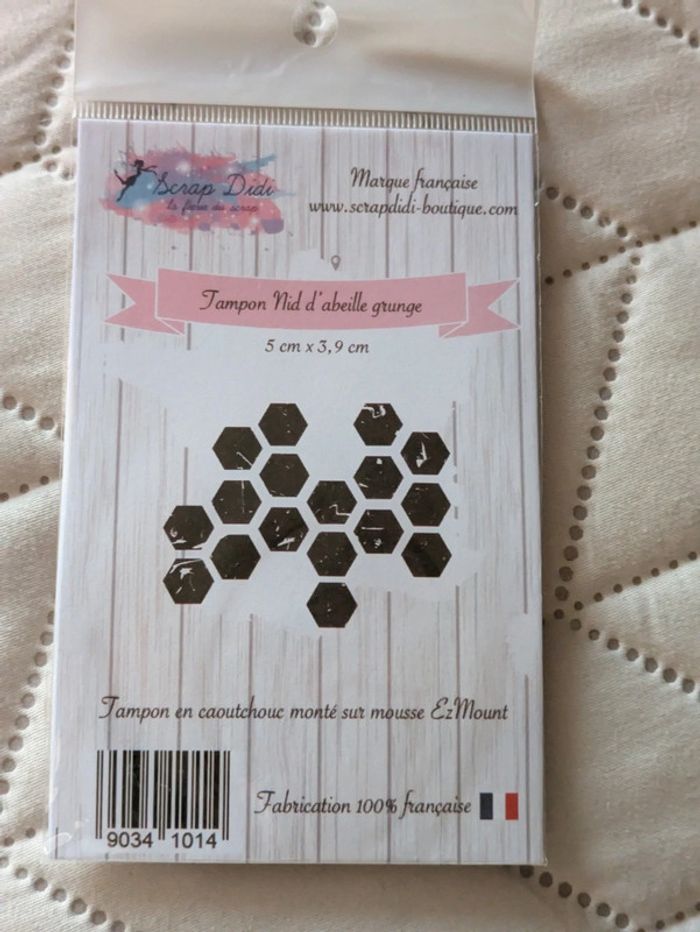 Scrap Didi
La féerie du scrap
Marque française
www.scrapdidi-boutique.com
Tampon Nid d'abeille grunge
5 cm x 3,9 cm
Tampon en caoutchouc monté sur mousse EzMount
Fabrication 100% française
9034 1014